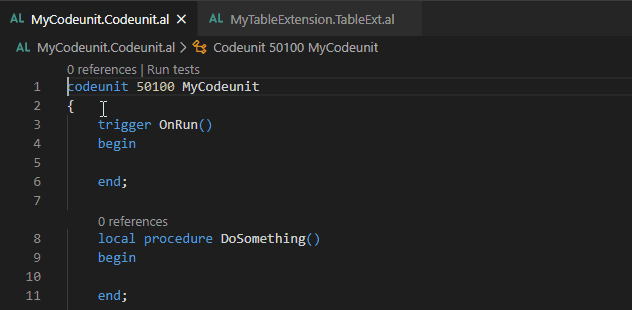 AL MyCodeunit.Codeunit.al × AL MyTableExtension.TableExt.al
AL MyCodeunit.Codeunit.al > Codeunit 50100 MyCodeunit
0 references | Run tests
1 codeunit 50100 MyCodeunit
2 {
3 trigger OnRun()
4 begin
5
6 end;
7
0 references
8 local procedure DoSomething()
9 begin
10
11 end;